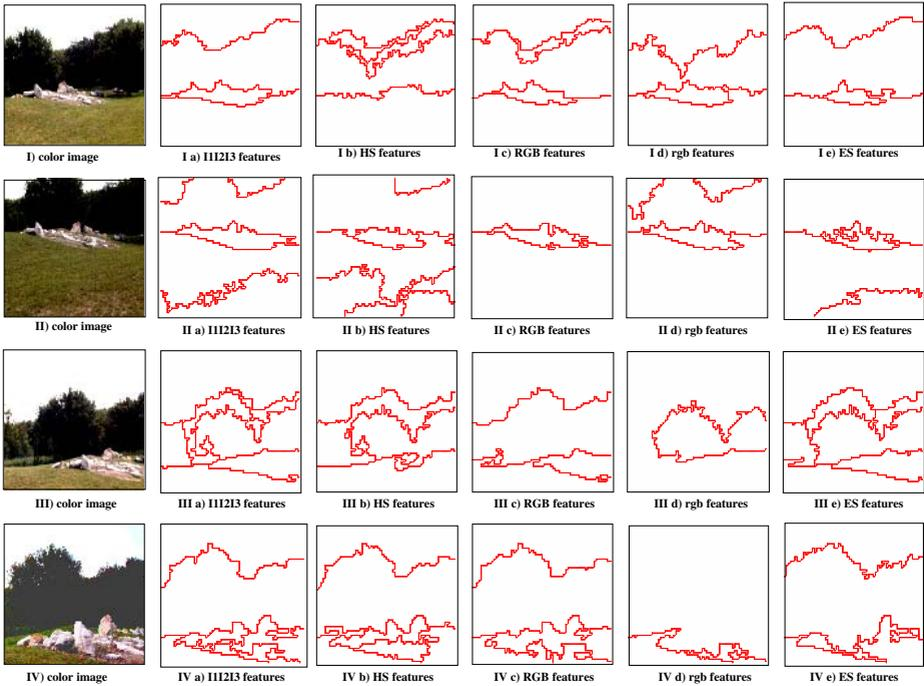 I) color image
I a) I1I2I3 features
I b) HS features
I c) RGB features
I d) rgb features
I e) ES features
II) color image
II a) I1I2I3 features
II b) HS features
II c) RGB features
II d) rgb features
II e) ES features
III) color image
III a) I1I2I3 features
III b) HS features
III c) RGB features
III d) rgb features
III e) ES features
IV) color image
IV a) I1I2I3 features
IV b) HS features
IV c) RGB features
IV d) rgb features
IV e) ES features